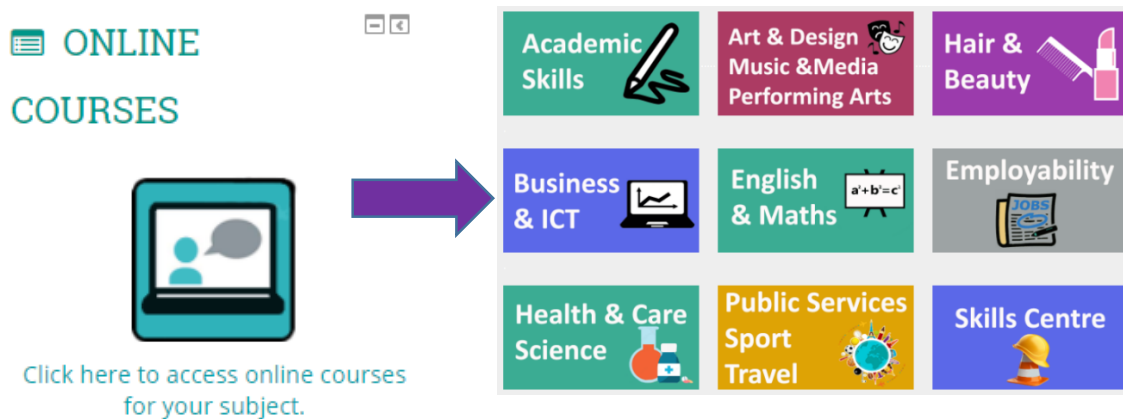 ONLINE
COURSES
Click here to access online courses
for your subject.
Academic
Skills
Art & Design
Music &Media
Performing Arts
Hair &
Beauty
Business
& ICT
English
& Maths
a²+b²=c²
Employability
JOBS
Health & Care
Science
Public Services
Sport
Travel
Skills Centre